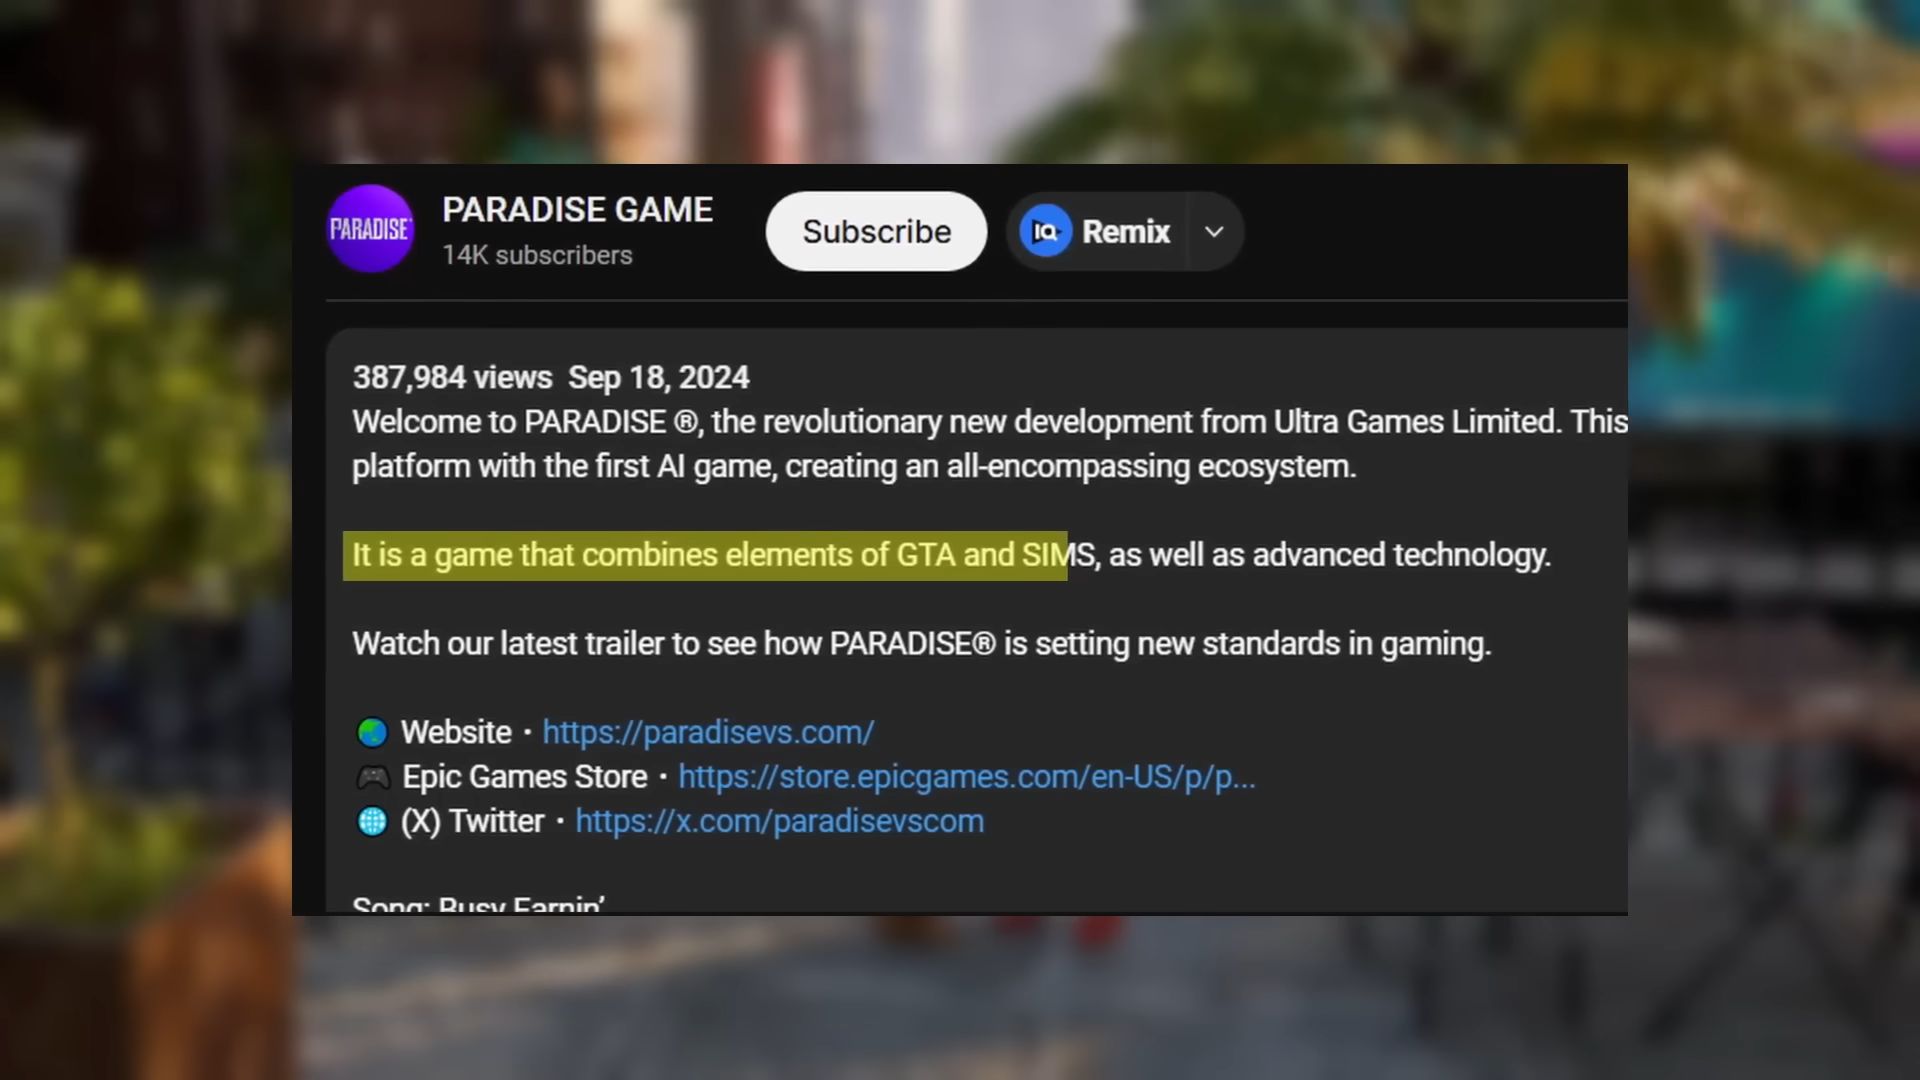 PARADISE
PARADISE GAME
14K subscribers
Subscribe
IQ
Remix
387,984 views Sep 18, 2024
Welcome to PARADISE ®, the revolutionary new development from Ultra Games Limited. This
platform with the first AI game, creating an all-encompassing ecosystem.
It is a game that combines elements of GTA and SIMS, as well as advanced technology.
Watch our latest trailer to see how PARADISE® is setting new standards in gaming.
Website · https://paradisevs.com/
Epic Games Store · https://store.epicgames.com/en-US/p/p...
(X) Twitter · https://x.com/paradisevscom
Song: Busy Earnin’